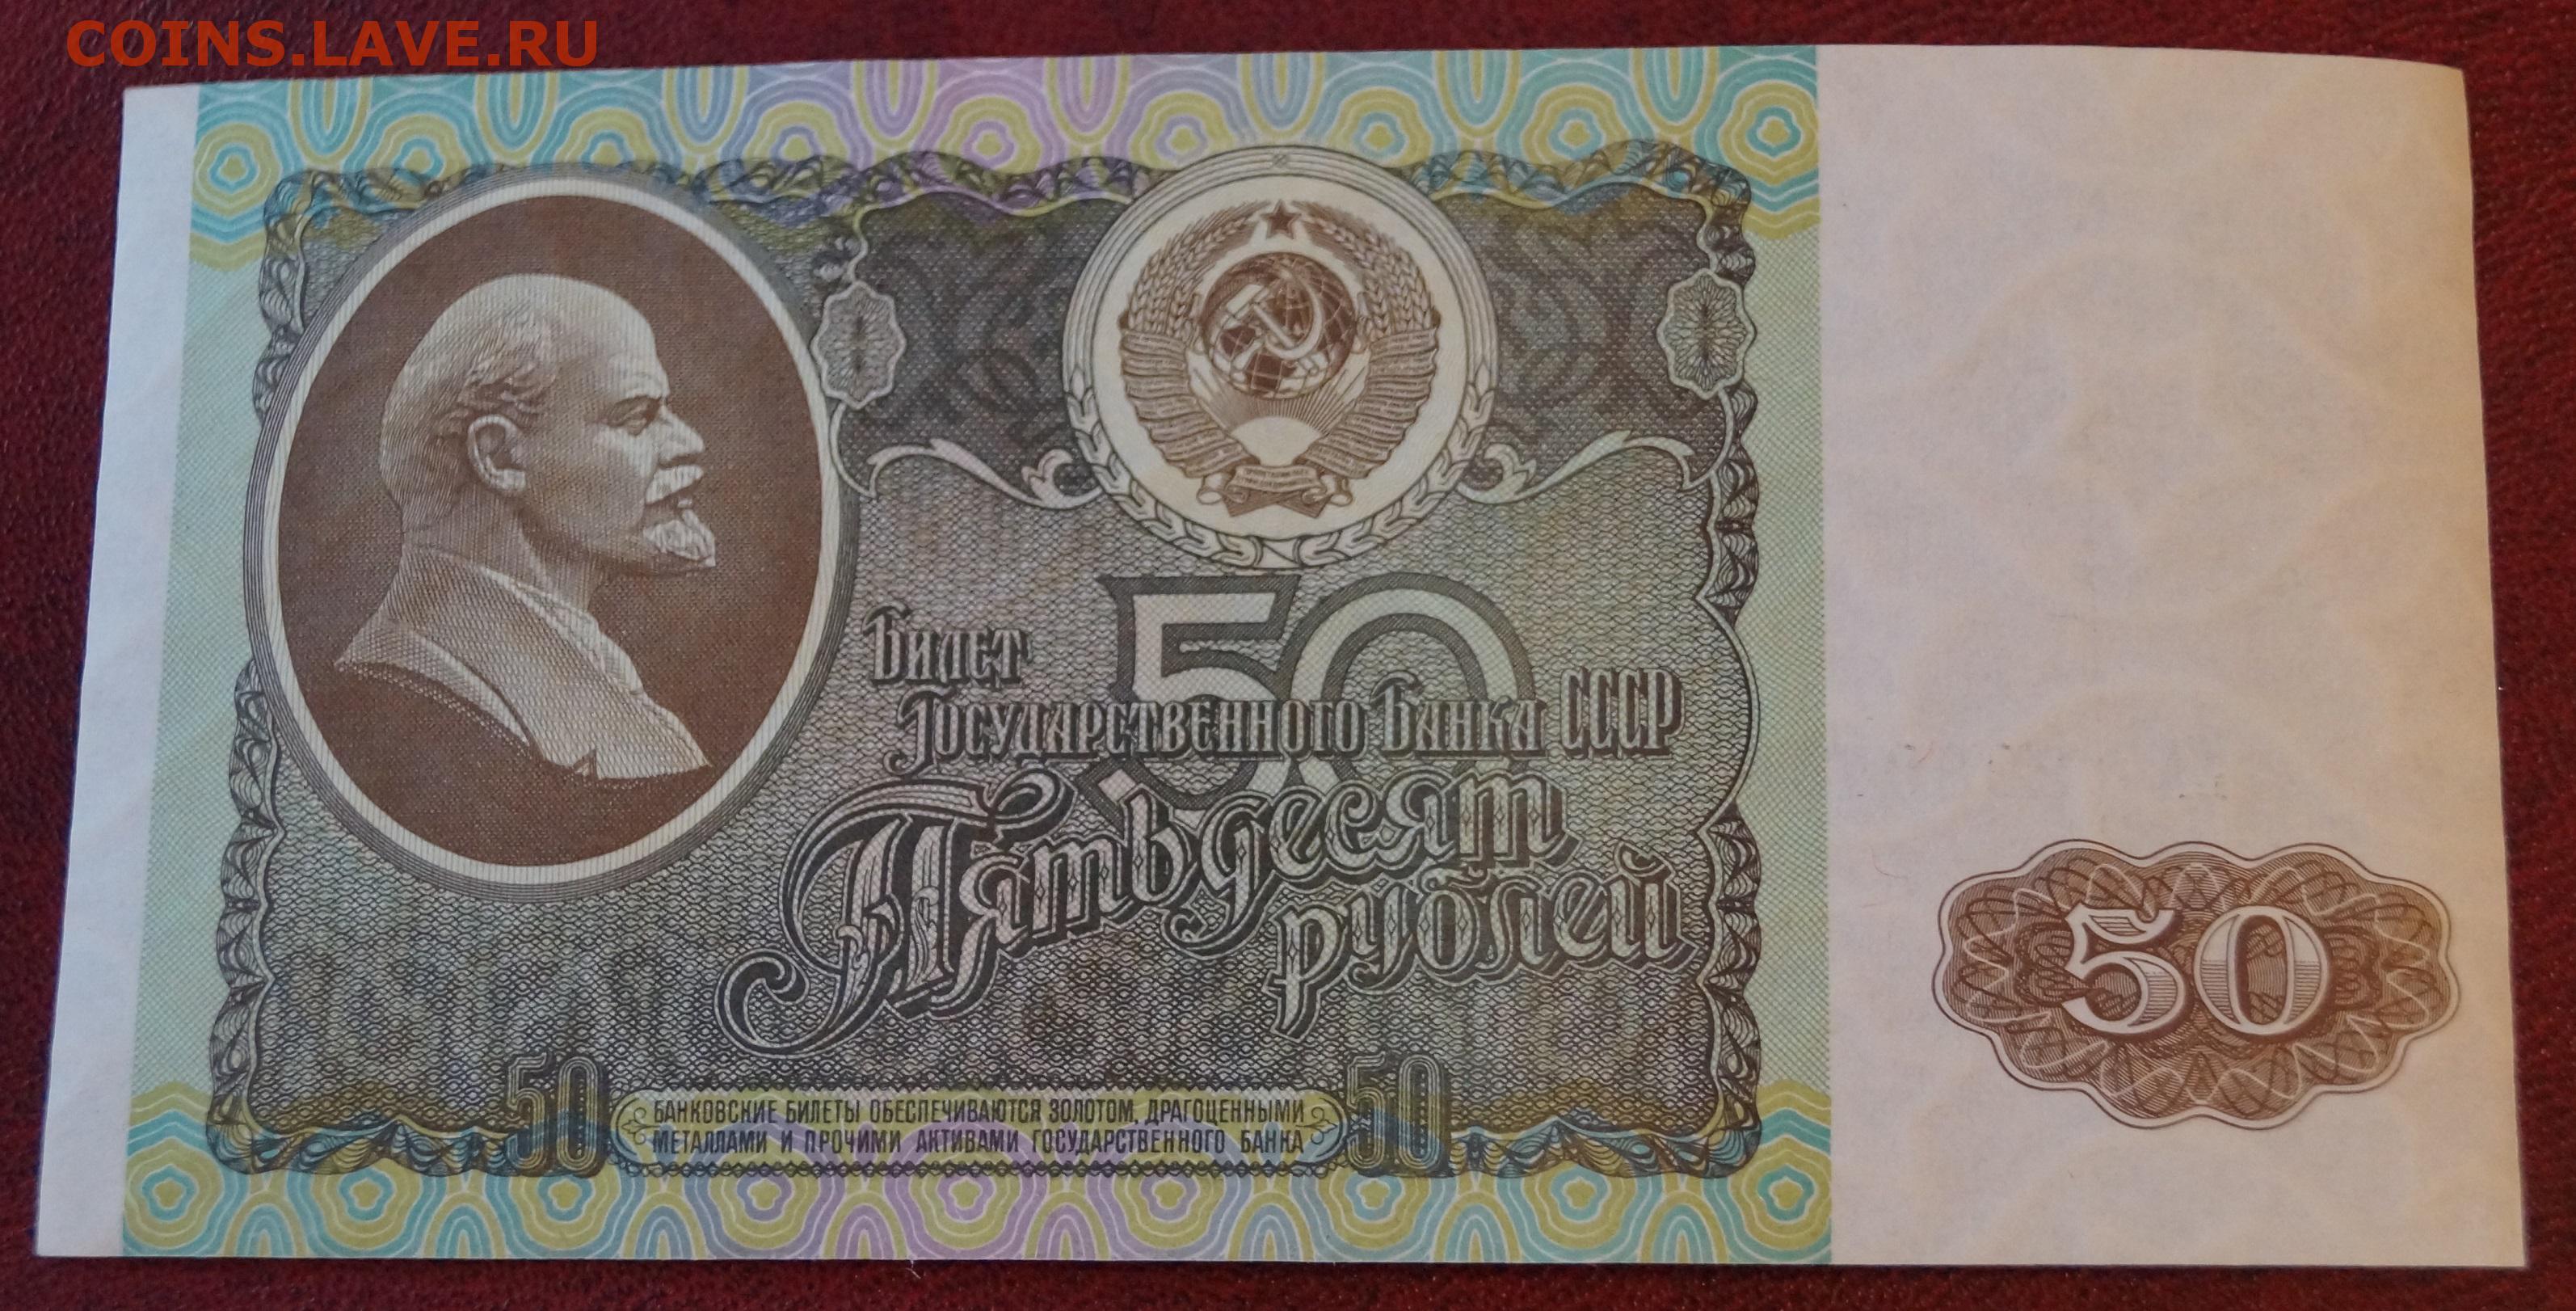 COINS.LAVE.RU
Билет
Государственного Банка СССР
50
Пятьдесят
рублей
50
50
БАНКОВСКИЕ БИЛЕТЫ ОБЕСПЕЧИВАЮТСЯ ЗОЛОТОМ, ДРАГОЦЕННЫМИ
МЕТАЛЛАМИ И ПРОЧИМИ АКТИВАМИ ГОСУДАРСТВЕННОГО БАНКА
50